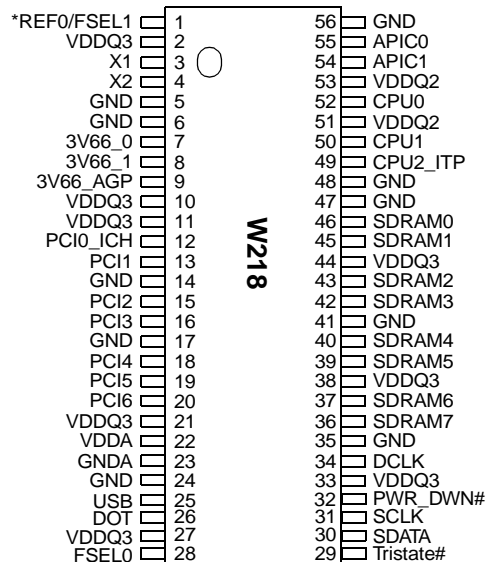 *REF0/FSEL1 1 56 GND
VDDQ3 2 55 APIC0
X1 3 54 APIC1
X2 4 53 VDDQ2
GND 5 52 CPU0
GND 6 51 VDDQ2
3V66_0 7 50 CPU1
3V66_1 8 49 CPU2_ITP
3V66_AGP 9 48 GND
VDDQ3 10 47 GND
VDDQ3 11 46 SDRAM0
PCI0_ICH 12 45 SDRAM1
PCI1 13 44 VDDQ3
GND 14 43 SDRAM2
PCI2 15 42 SDRAM3
PCI3 16 41 GND
GND 17 40 SDRAM4
PCI4 18 39 SDRAM5
PCI5 19 38 VDDQ3
PCI6 20 37 SDRAM6
VDDQ3 21 36 SDRAM7
VDDA 22 35 GND
GNDA 23 34 DCLK
GND 24 33 VDDQ3
USB 25 32 PWR_DWN#
DOT 26 31 SCLK
VDDQ3 27 30 SDATA
FSEL0 28 29 Tristate#
W218